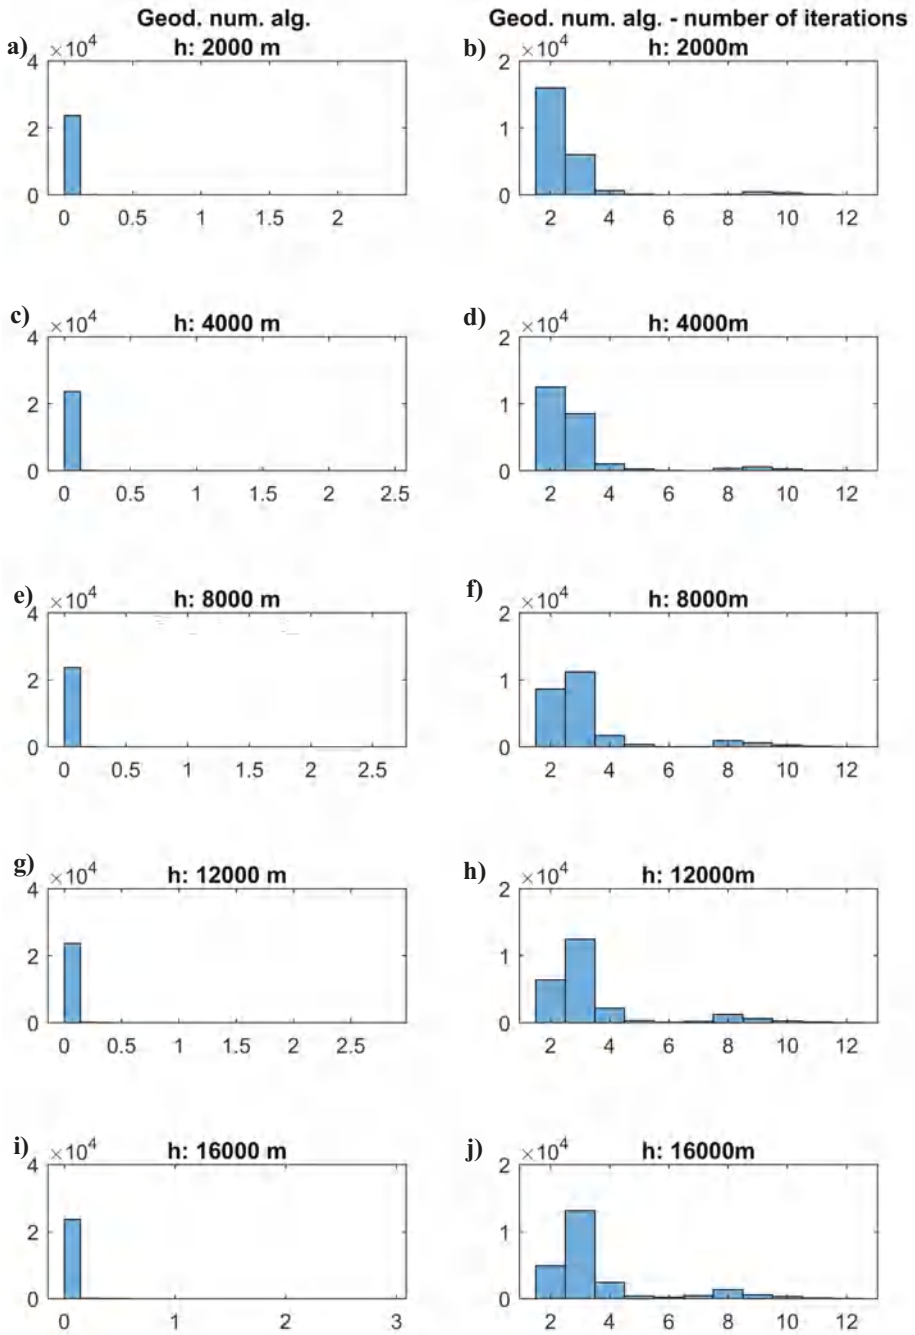 Geod. num. alg.
Geod. num. alg. - number of iterations
a) ×10⁴ h: 2000 m
4
2
0
0 0.5 1 1.5 2
b) ×10⁴ h: 2000m
2
1
0
2 4 6 8 10 12
c) ×10⁴ h: 4000 m
4
2
0
0 0.5 1 1.5 2 2.5
d) ×10⁴ h: 4000m
2
1
0
2 4 6 8 10 12
e) ×10⁴ h: 8000 m
4
2
0
0 0.5 1 1.5 2 2.5
f) ×10⁴ h: 8000m
2
1
0
2 4 6 8 10 12
g) ×10⁴ h: 12000 m
4
2
0
0 0.5 1 1.5 2 2.5
h) ×10⁴ h: 12000m
2
1
0
2 4 6 8 10 12
i) ×10⁴ h: 16000 m
4
2
0
0 1 2 3
j) ×10⁴ h: 16000m
2
1
0
2 4 6 8 10 12